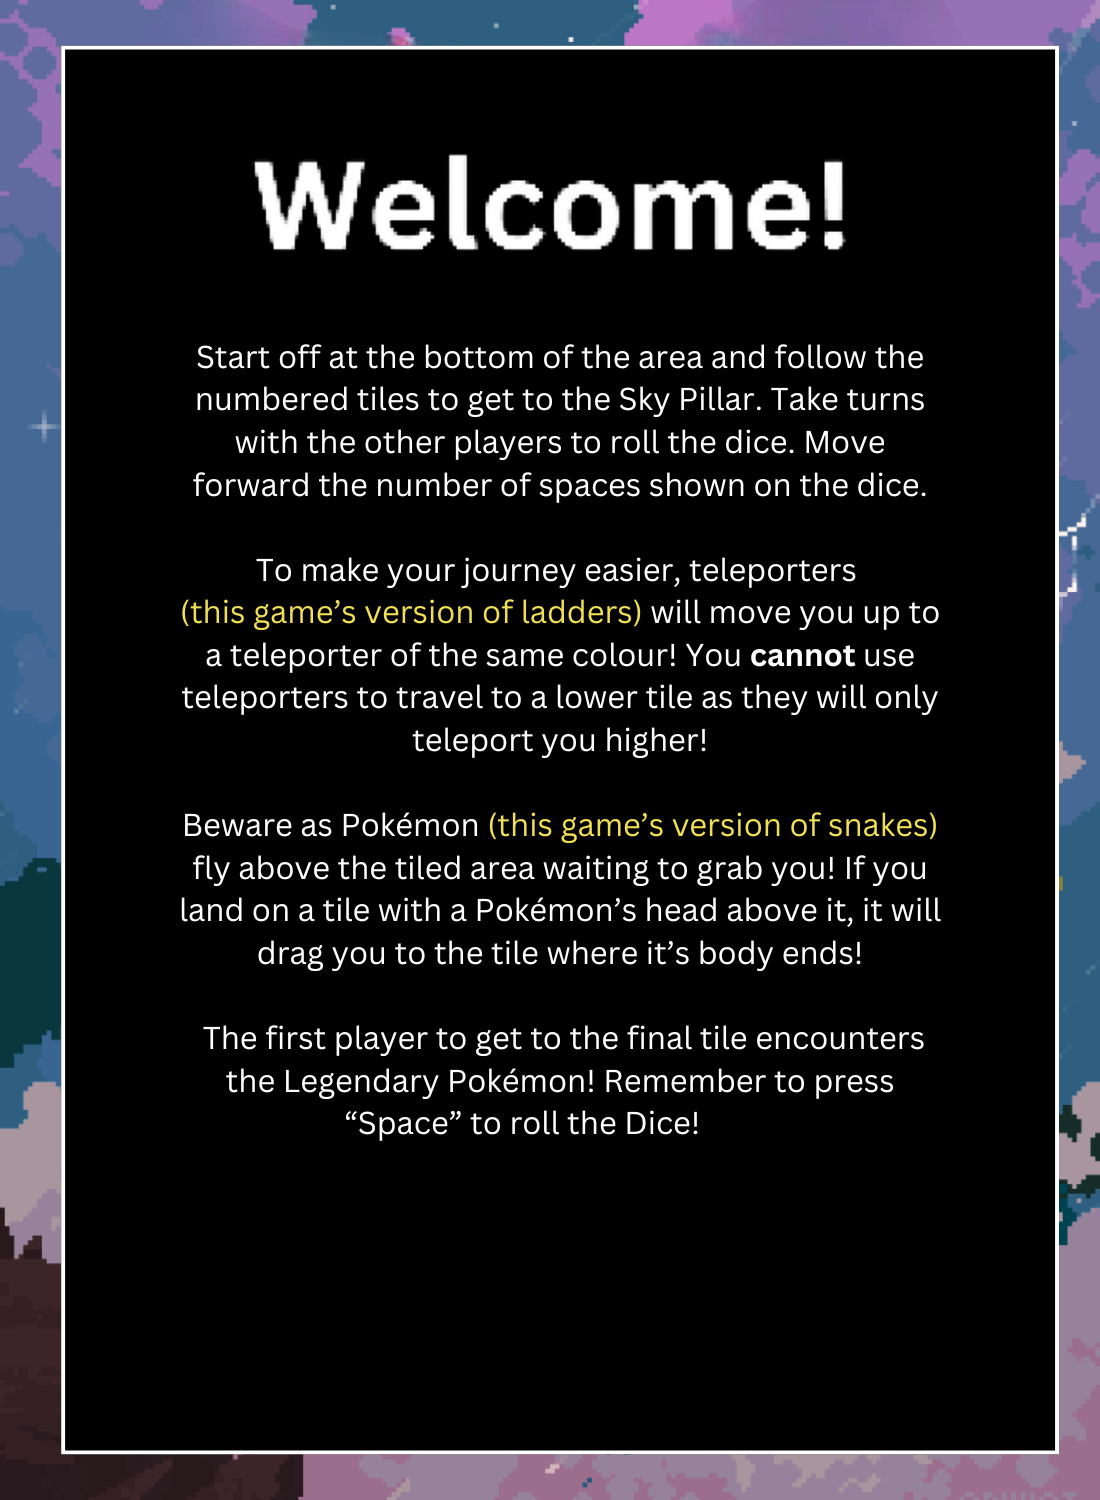 Welcome!
Start off at the bottom of the area and follow the
numbered tiles to get to the Sky Pillar. Take turns
with the other players to roll the dice. Move
forward the number of spaces shown on the dice.
To make your journey easier, teleporters
(this game’s version of ladders) will move you up to
a teleporter of the same colour! You cannot use
teleporters to travel to a lower tile as they will only
teleport you higher!
Beware as Pokémon (this game’s version of snakes)
fly above the tiled area waiting to grab you! If you
land on a tile with a Pokémon’s head above it, it will
drag you to the tile where it’s body ends!
The first player to get to the final tile encounters
the Legendary Pokémon! Remember to press
“Space” to roll the Dice!